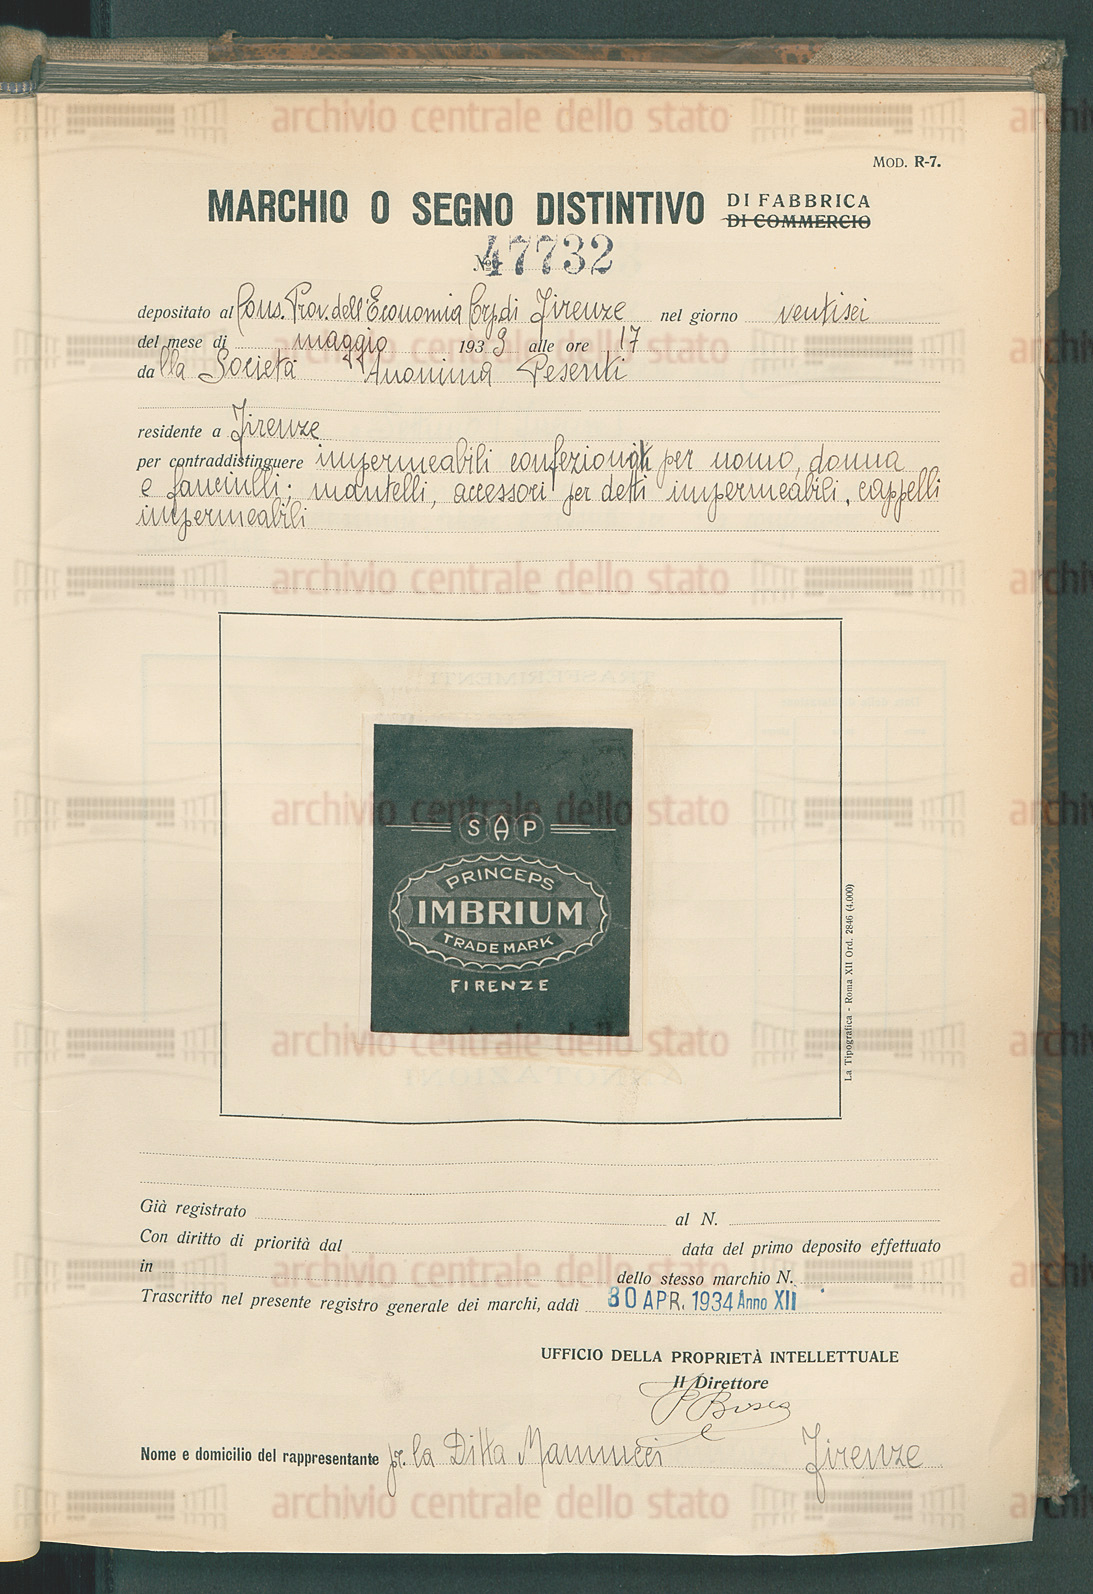 MOD. R-7.
MARCHIO O SEGNO DISTINTIVO DI FABBRICA
DI COMMERCIO
No 47732
depositato al Cons. Prov. dell'Economia Crp. di Firenze nel giorno ventisei
del mese di maggio 1933 alle ore 17
dalla Società "Anonima Pesenti
residente a Firenze
per contraddistinguere impermeabili confezionati per uomo, donna
e fanciulli; mantelli, accessori per detti impermeabili, cappelli
impermeabili
SAP
PRINCEPS
IMBRIUM
TRADE MARK
FIRENZE
La Tipografica - Roma XII Ord. 2846 (4.000)
Già registrato al N.
Con diritto di priorità dal data del primo deposito effettuato
in dello stesso marchio N.
Trascritto nel presente registro generale dei marchi, addì 30 APR. 1934 Anno XII
UFFICIO DELLA PROPRIETÀ INTELLETTUALE
Il Direttore
Nome e domicilio del rappresentante pr. la Ditta Mannucci Firenze
archivio centrale dello stato